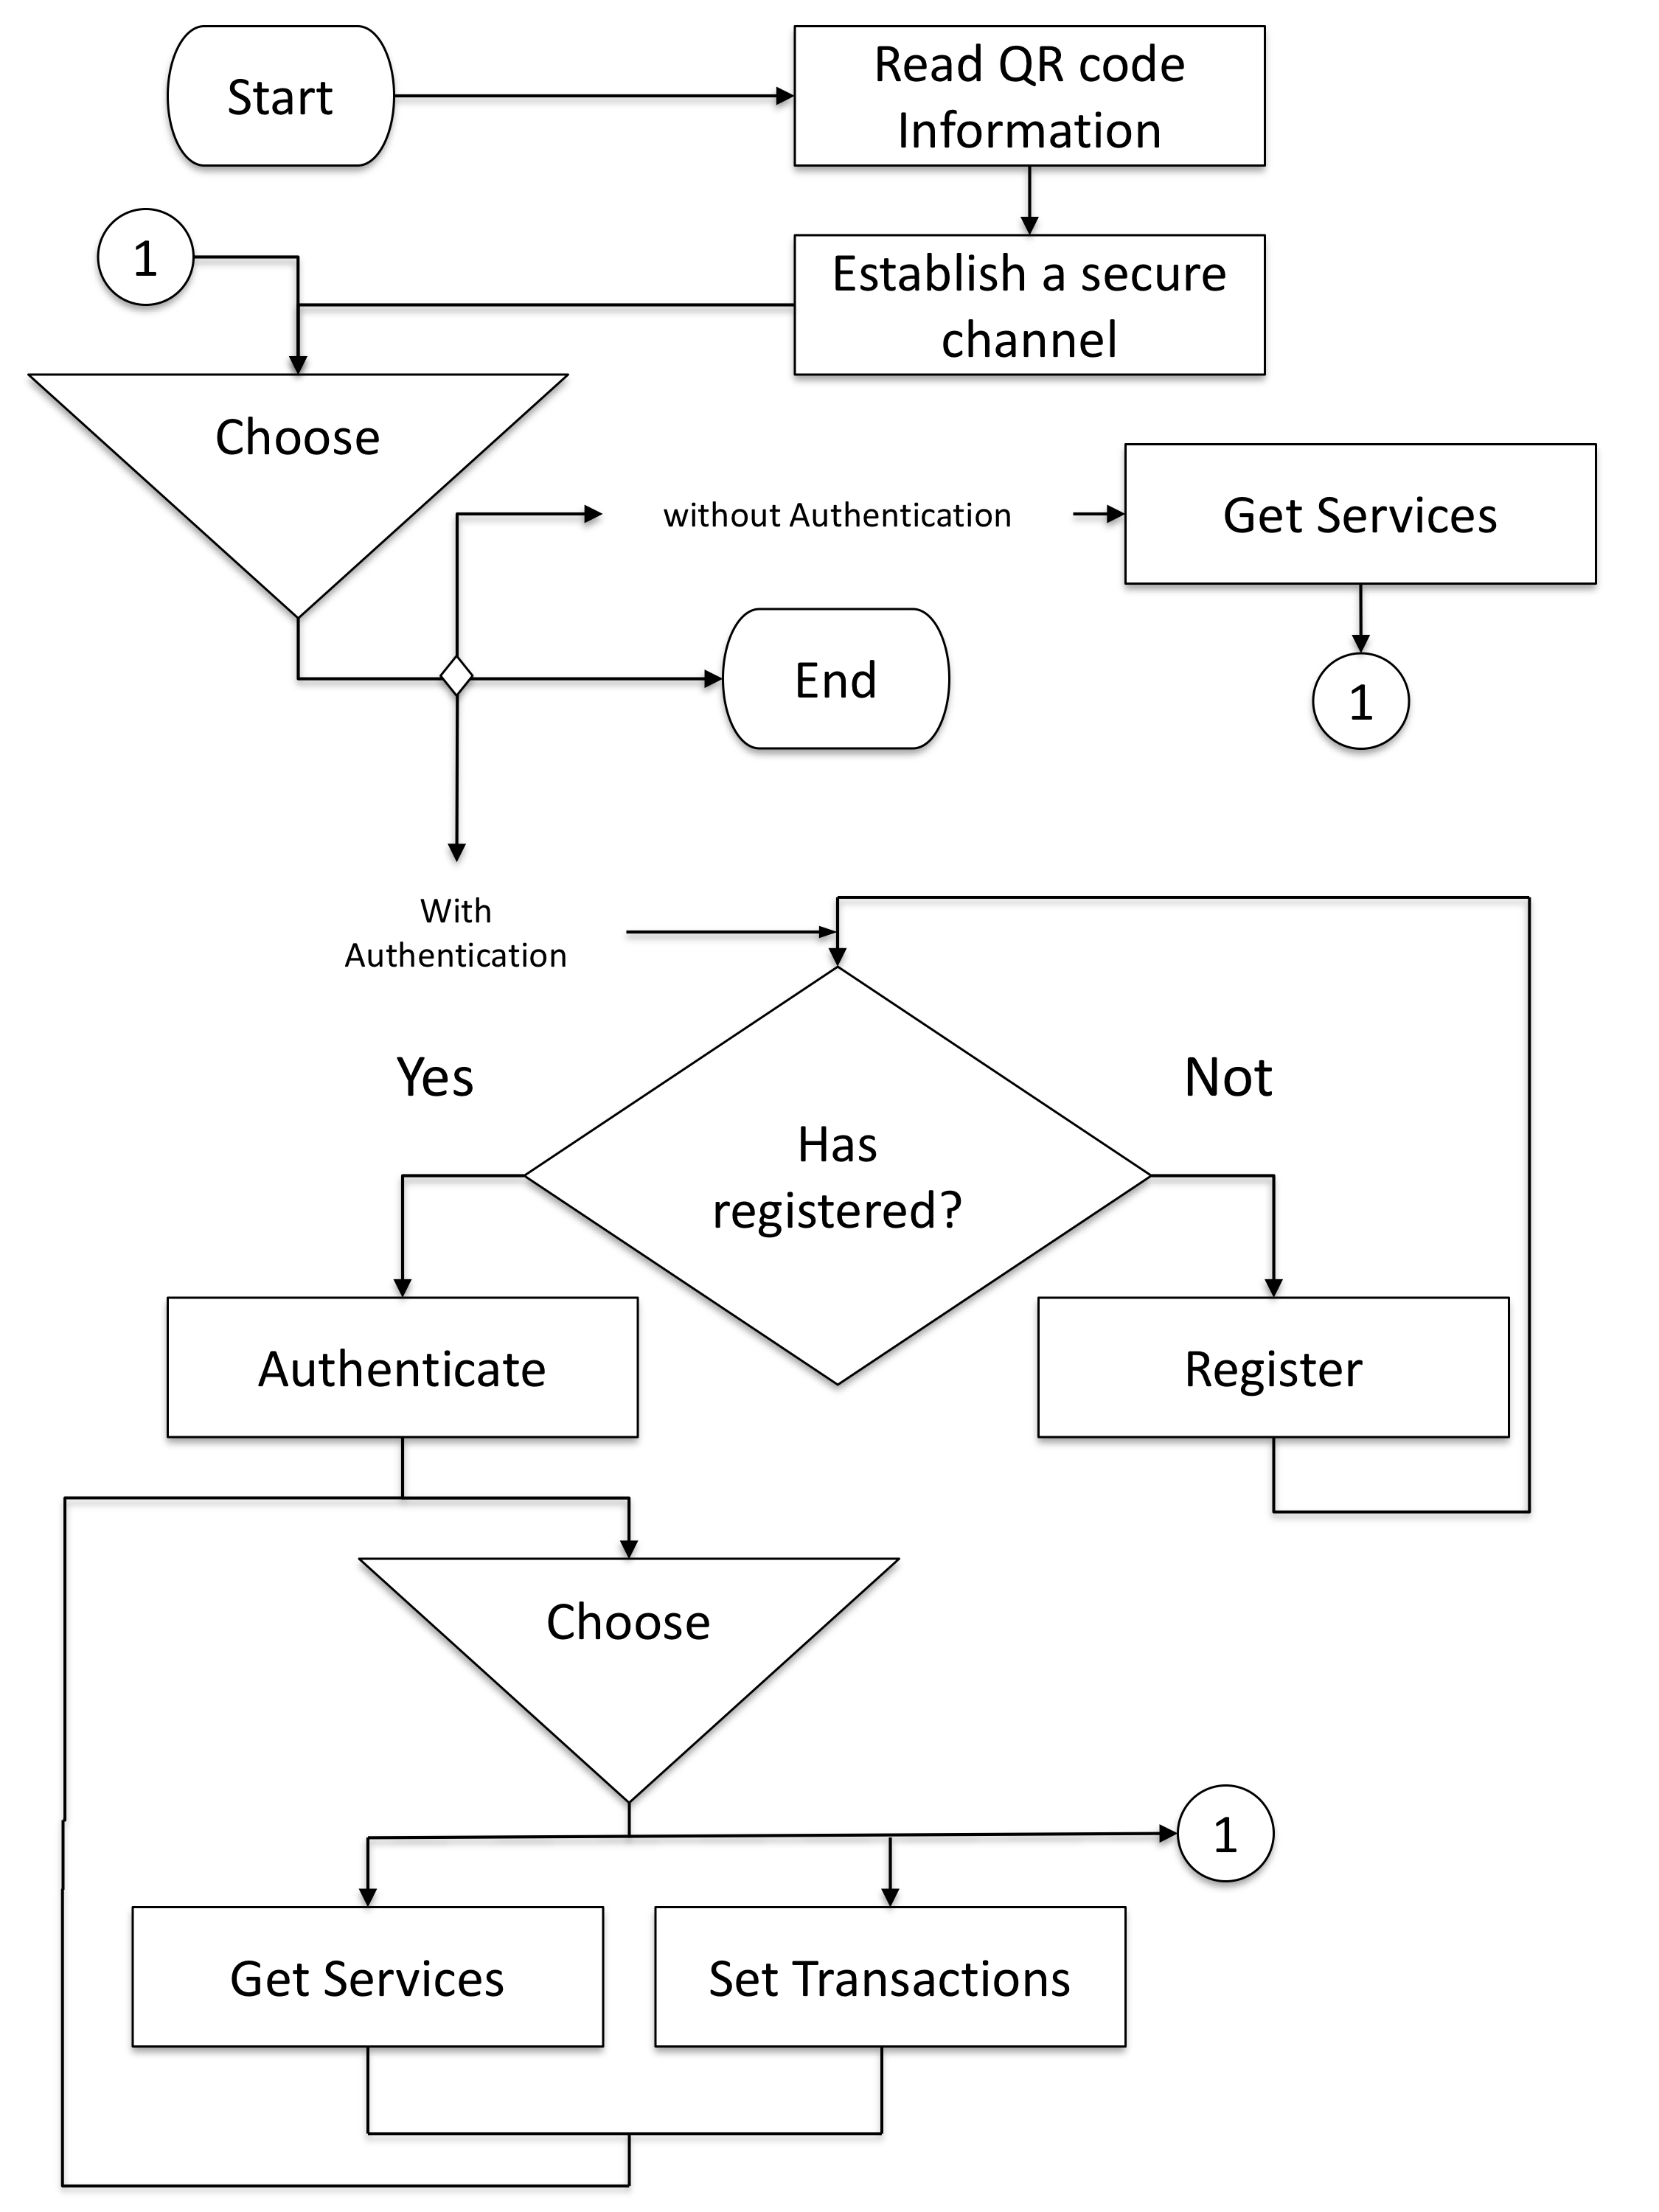 Start
Read QR code
Information
1
Establish a secure
channel
Choose
without Authentication
Get Services
End
1
With
Authentication
Yes
Not
Has
registered?
Authenticate
Register
Choose
1
Get Services
Set Transactions